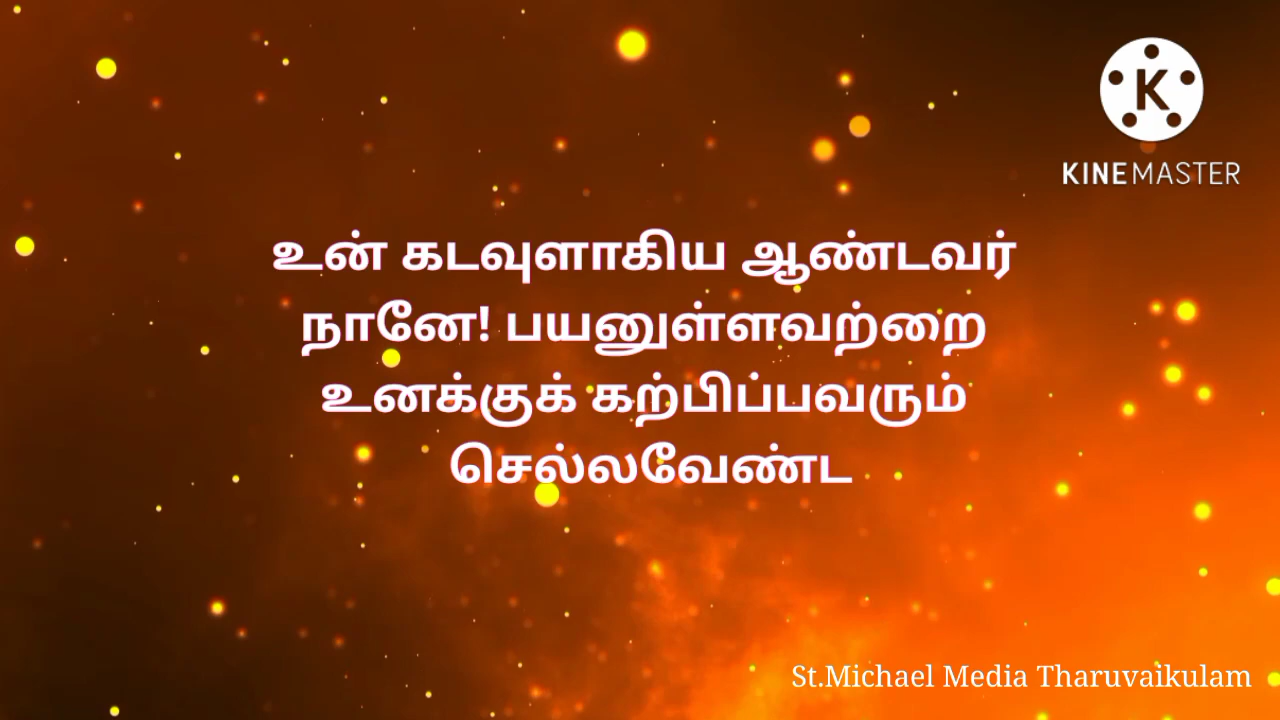 K
KINEMASTER
உன் கடவுளாகிய ஆண்டவர்
நானே! பயனுள்ளவற்றை
உனக்குக் கற்பிப்பவரும்
செல்லவேண்ட
St.Michael Media Tharuvaikulam